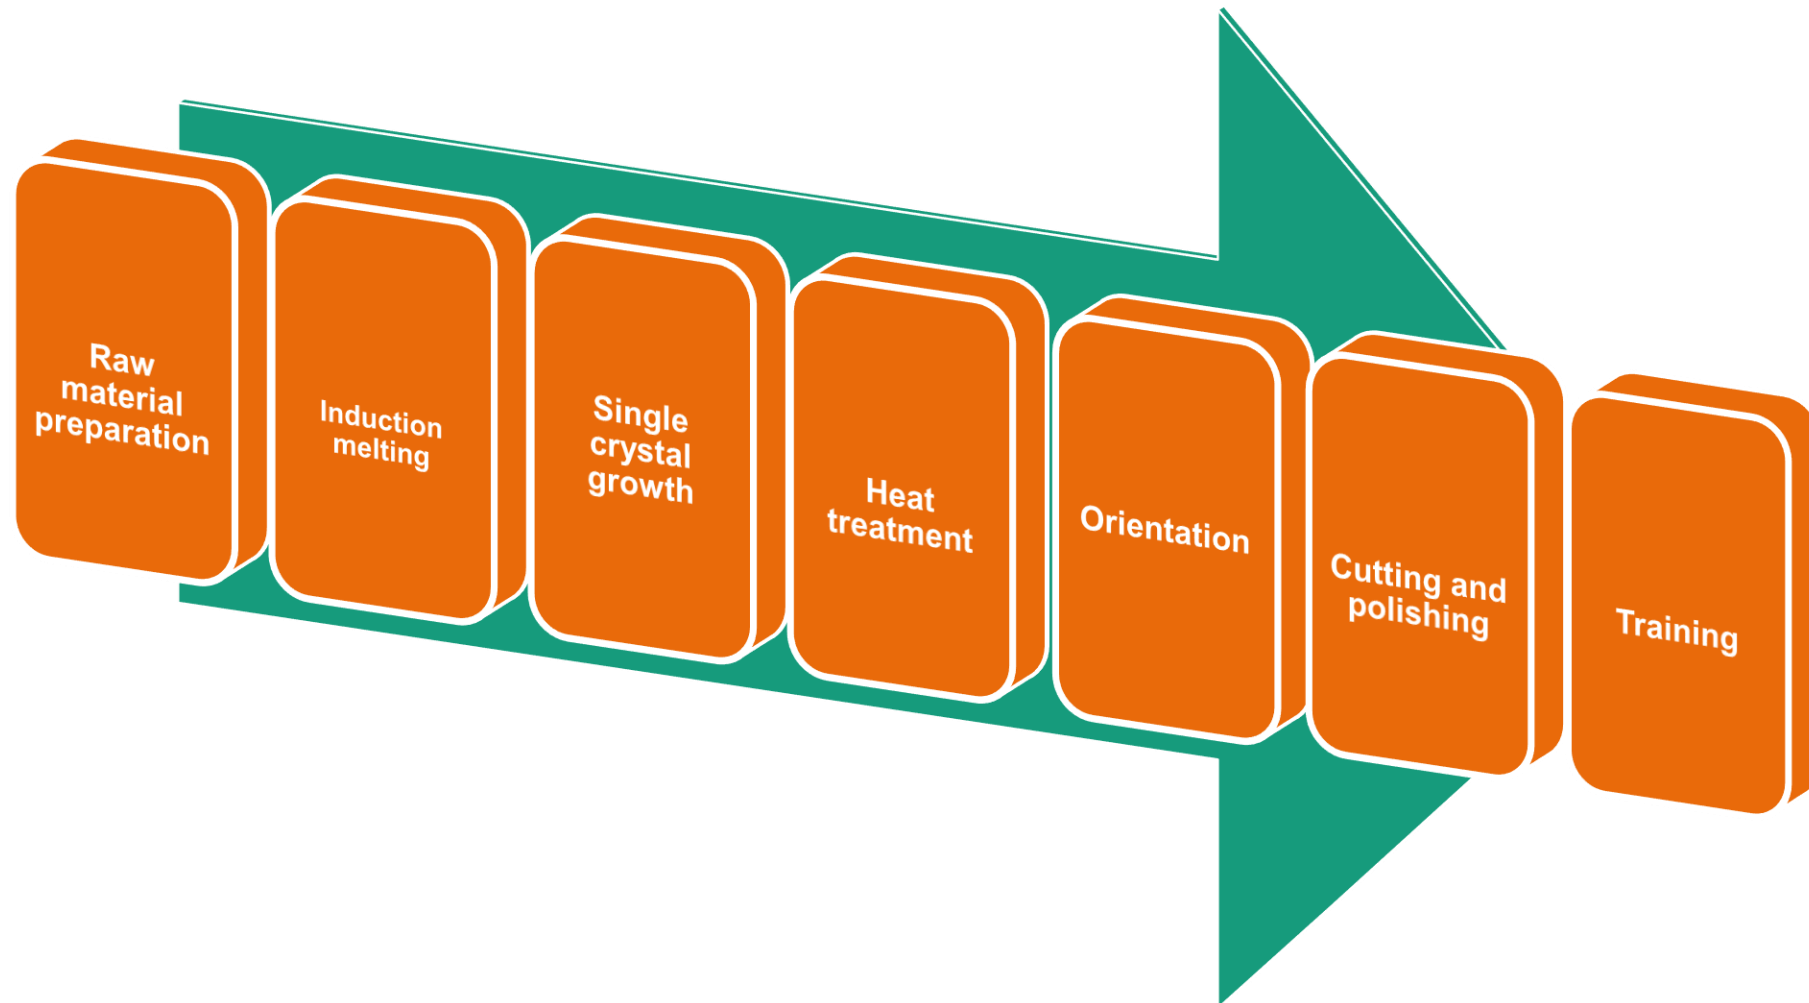 Raw
material
preparation
Induction
melting
Single
crystal
growth
Heat
treatment
Orientation
Cutting and
polishing
Training